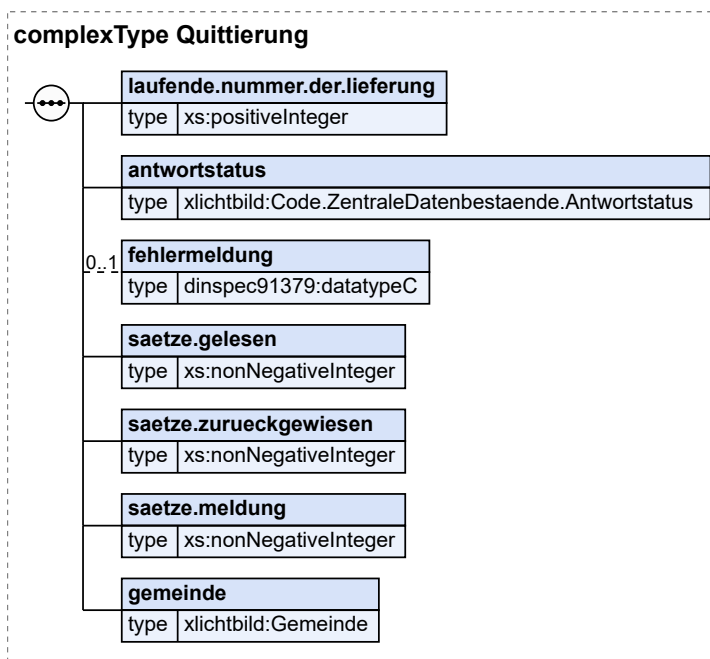 complexType Quittierung
laufende.nummer.der.lieferung
type xs:positiveInteger
antwortstatus
type xlichtbild:Code.ZentraleDatenbestaende.Antwortstatus
0..1
fehlermeldung
type dinspec91379:datatypeC
saetze.gelesen
type xs:nonNegativeInteger
saetze.zurueckgewiesen
type xs:nonNegativeInteger
saetze.meldung
type xs:nonNegativeInteger
gemeinde
type xlichtbild:Gemeinde